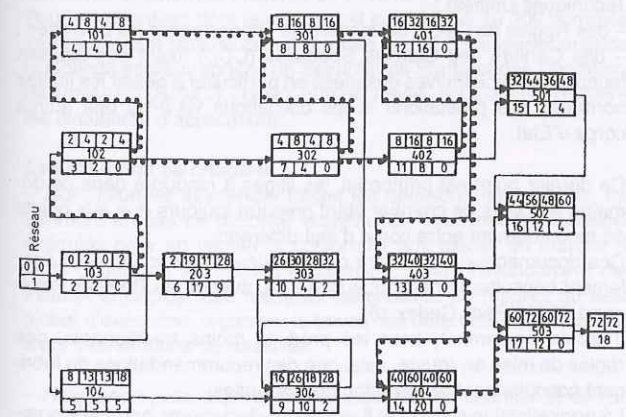 4 8 4 8
101
4 4 0
8 16 8 16
301
8 8 0
16 32 16 32
401
12 16 0
32 44 36 48
501
15 12 4
2 4 2 4
102
3 2 0
4 8 4 8
302
7 4 0
8 16 8 16
402
11 8 0
44 56 48 60
502
16 12 4
Réseau
0 0
1
0 2 0 2
103
2 2 0
2 19 11 28
203
6 17 9
26 30 28 32
303
10 4 2
32 40 32 40
403
13 8 0
60 72 60 72
503
17 12 0
72 72
18
8 13 13 18
104
5 5 5
16 26 18 28
304
9 10 2
40 60 40 60
404
14 20 0